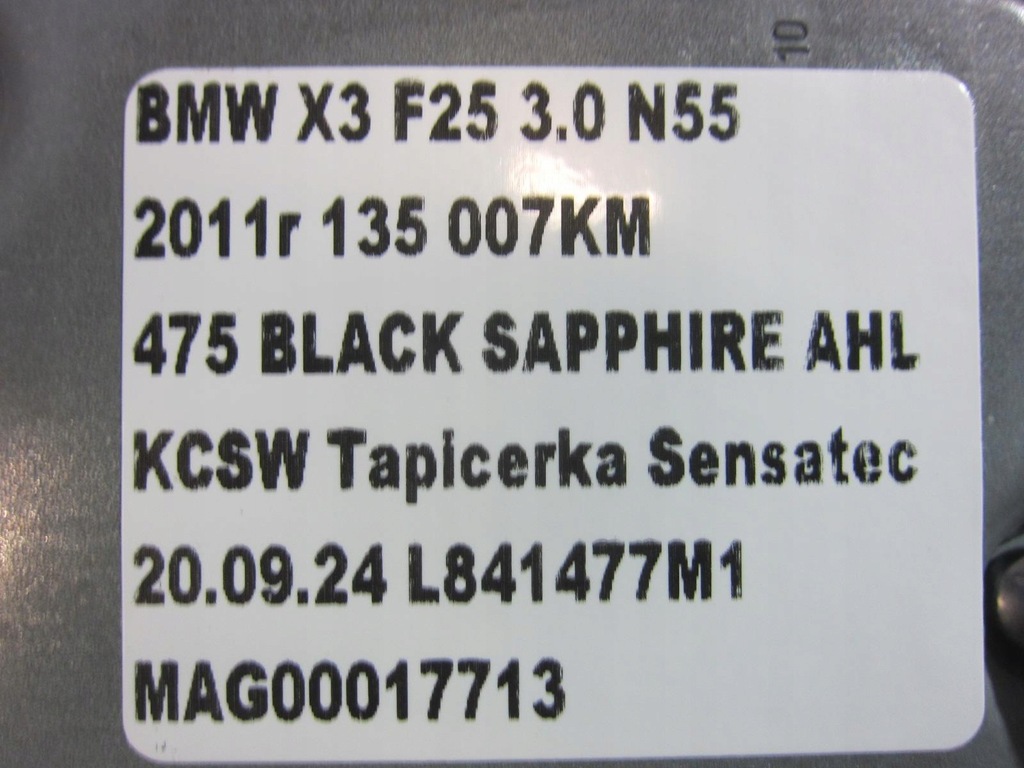 10
BMW X3 F25 3.0 N55
2011r 135 007KM
475 BLACK SAPPHIRE AHL
KCSW Tapicerka Sensatec
20.09.24 L841477M1
MAG00017713